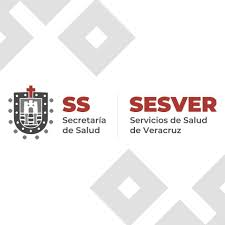 SS
Secretaría
de Salud
SESVER
Servicios de Salud
de Veracruz